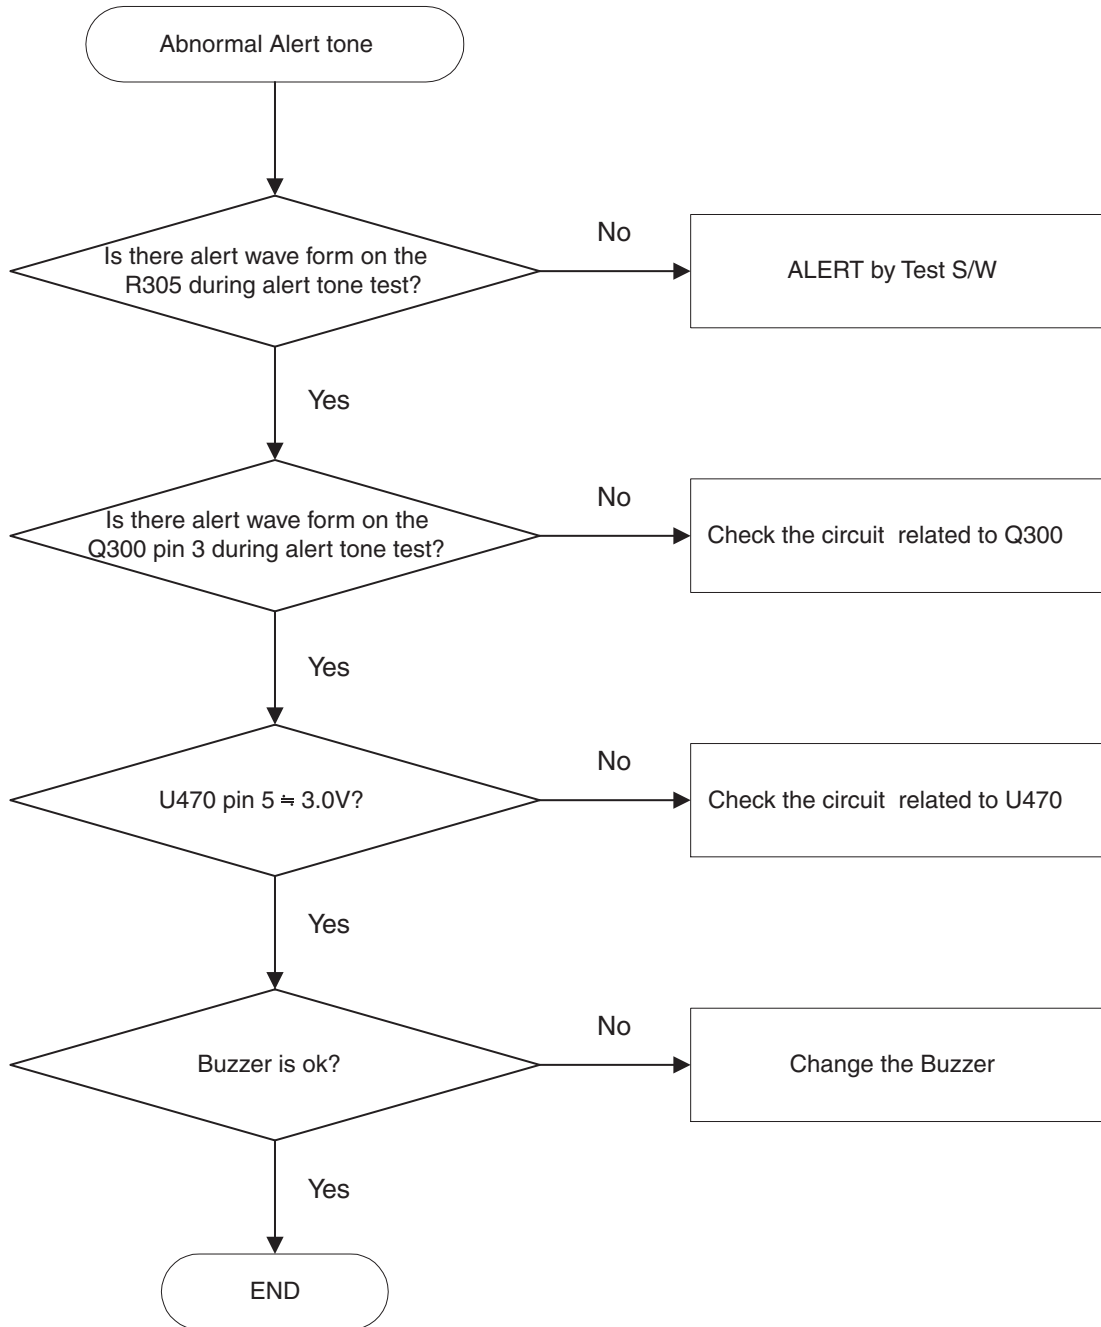 Abnormal Alert tone
Is there alert wave form on the
R305 during alert tone test?
No
ALERT by Test S/W
Yes
Is there alert wave form on the
Q300 pin 3 during alert tone test?
No
Check the circuit  related to Q300
Yes
U470 pin 5 ≒ 3.0V?
No
Check the circuit  related to U470
Yes
Buzzer is ok?
No
Change the Buzzer
Yes
END